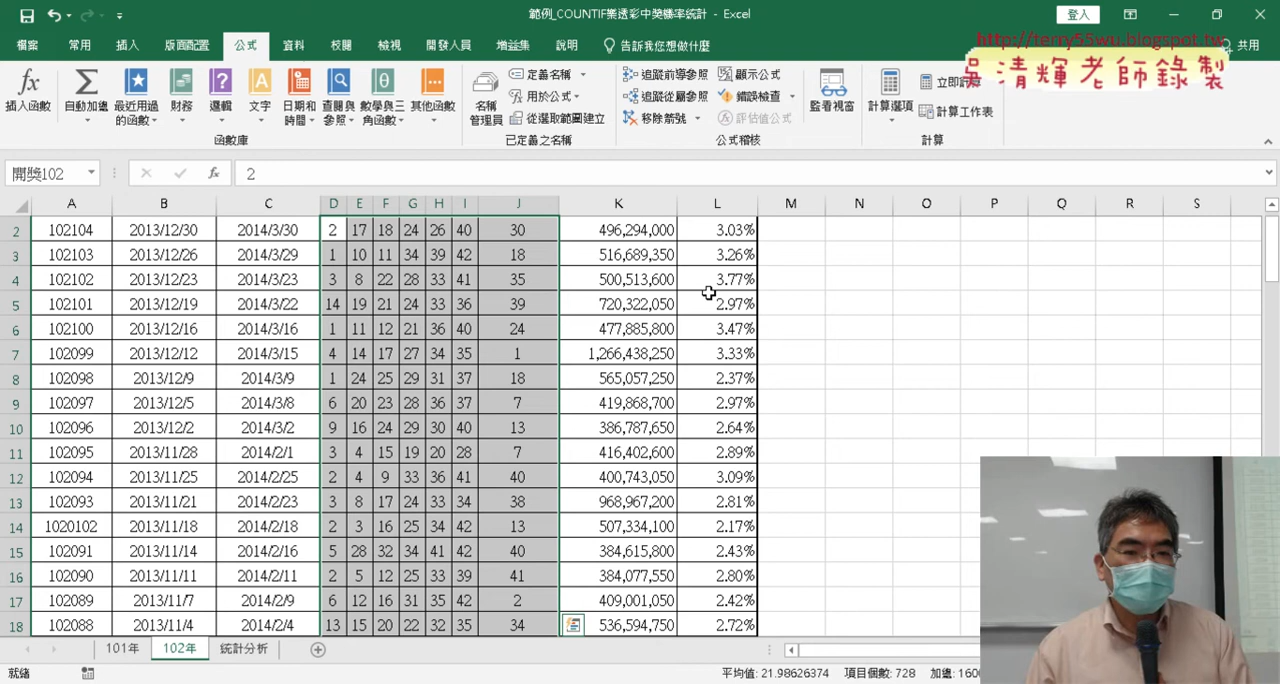 範例_COUNTIF樂透彩中獎機率統計 - Excel
登入
檔案 常用 插入 版面配置 公式 資料 校閱 檢視 開發人員 增益集 說明 告訴我您想做什麼 共用
http://terry55wu.blogspot.tw
吳清輝老師錄製
插入函數 自動加總 最近用過的函數 財務 邏輯 文字 日期和時間 查閱與參照 數學與三角函數 其他函數
函數庫
名稱管理員 定義名稱 用於公式 從選取範圍建立
已定義之名稱
追蹤前導參照 追蹤從屬參照 移除箭號 顯示公式 錯誤檢查 評估值公式
公式稽核
監看視窗
計算選項 計算工作表
計算
開獎102 fx 2
A B C D E F G H I J K L M N O P Q R S
2 102104 2013/12/30 2014/3/30 2 17 18 24 26 40 30 496,294,000 3.03%
3 102103 2013/12/26 2014/3/29 1 10 11 34 39 42 18 516,689,350 3.26%
4 102102 2013/12/23 2014/3/23 3 8 22 28 33 41 35 500,513,600 3.77%
5 102101 2013/12/19 2014/3/22 14 19 21 24 33 36 39 720,322,050 2.97%
6 102100 2013/12/16 2014/3/16 1 11 12 21 36 40 24 477,885,800 3.47%
7 102099 2013/12/12 2014/3/15 4 14 17 27 34 35 1 1,266,438,250 3.33%
8 102098 2013/12/9 2014/3/9 1 24 25 29 31 37 18 565,057,250 2.37%
9 102097 2013/12/5 2014/3/8 6 20 23 28 36 37 7 419,868,700 2.97%
10 102096 2013/12/2 2014/3/2 9 16 24 29 30 40 13 386,787,650 2.64%
11 102095 2013/11/28 2014/2/1 3 4 15 19 20 28 7 416,402,600 2.89%
12 102094 2013/11/25 2014/2/25 2 4 9 33 36 41 40 400,743,050 3.09%
13 102093 2013/11/21 2014/2/23 3 8 17 24 33 34 38 968,967,200 2.81%
14 1020102 2013/11/18 2014/2/18 2 3 16 25 34 42 13 507,334,100 2.17%
15 102091 2013/11/14 2014/2/16 5 28 32 34 41 42 40 384,615,800 2.43%
16 102090 2013/11/11 2014/2/11 2 5 12 25 33 39 41 384,077,550 2.80%
17 102089 2013/11/7 2014/2/9 6 12 16 31 35 42 2 409,001,050 2.42%
18 102088 2013/11/4 2014/2/4 13 15 20 22 32 35 34 536,594,750 2.72%
101年 102年 統計分析
就緒 平均值: 21.98626374 項目個數: 728 加總: 1600